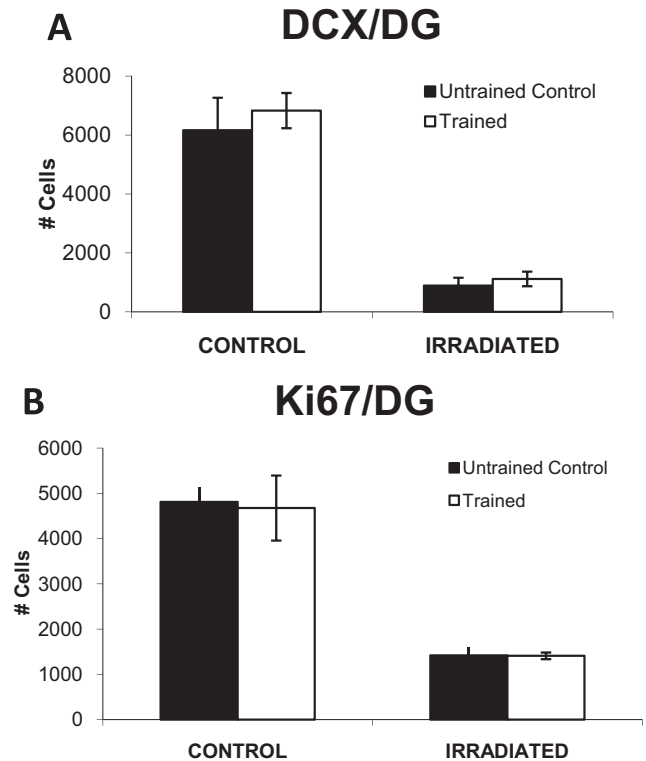 A
DCX/DG
8000
6000
4000
2000
0
# Cells
Untrained Control
Trained
CONTROL
IRRADIATED
B
Ki67/DG
6000
5000
4000
3000
2000
1000
0
# Cells
Untrained Control
Trained
CONTROL
IRRADIATED